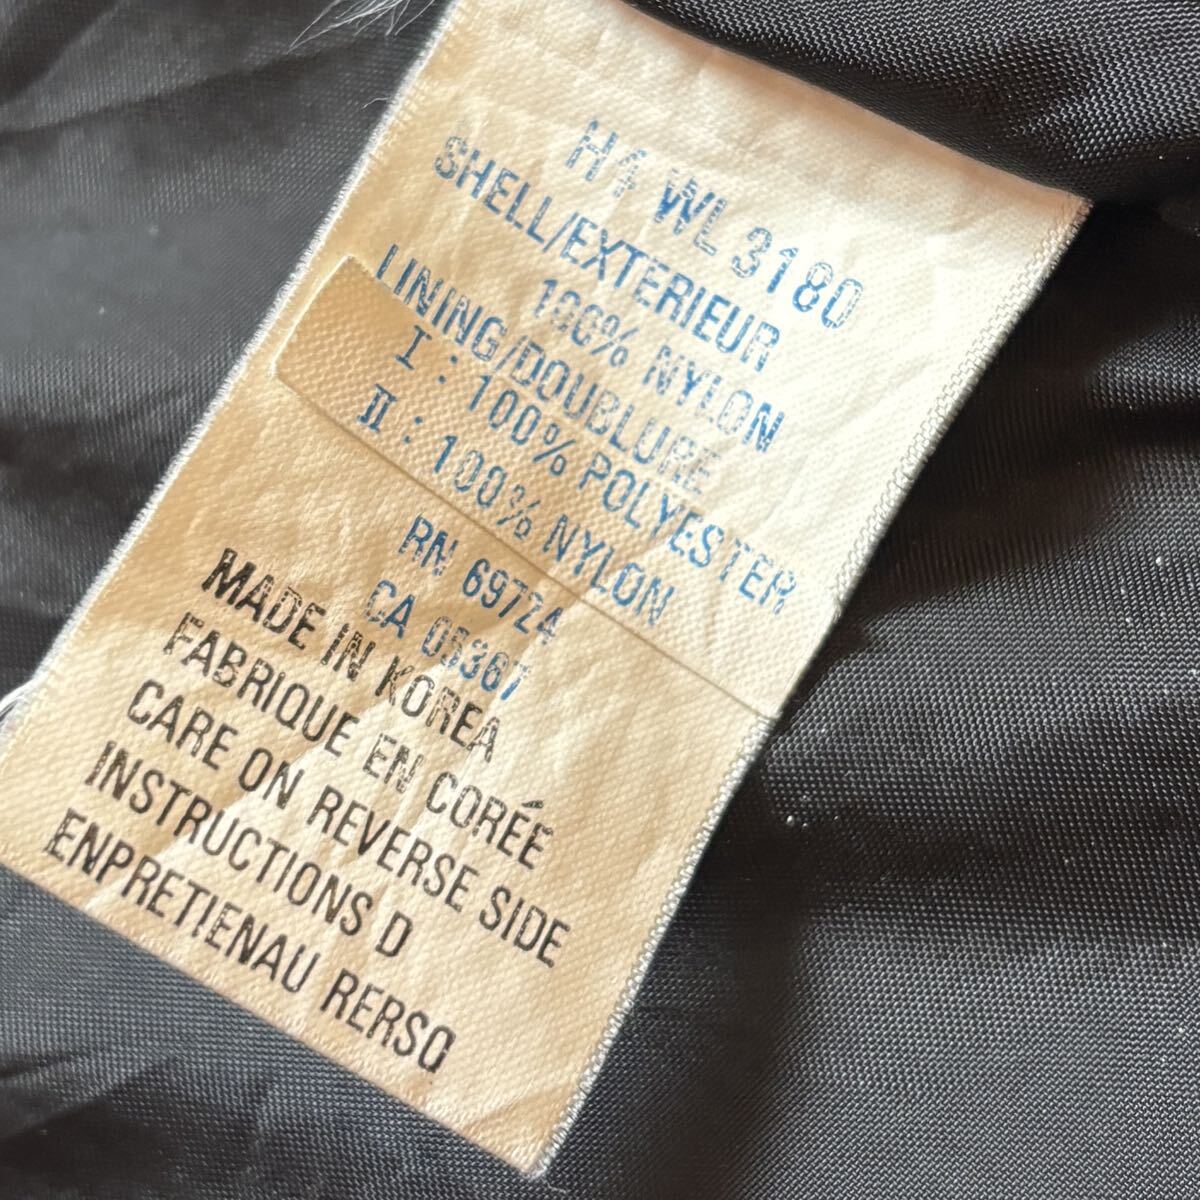 H4 WL 3180
SHELL/EXTERIEUR
100% NYLON
LINING/DOUBLURE
I : 100% POLYESTER
II : 100% NYLON
RN 69724
CA 05367
MADE IN KOREA
FABRIQUE EN CORÉE
CARE ON REVERSE SIDE
INSTRUCTIONS D
ENPRETIENAU RERSO